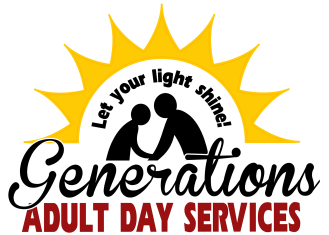 Let your light shine!
Generations
ADULT DAY SERVICES